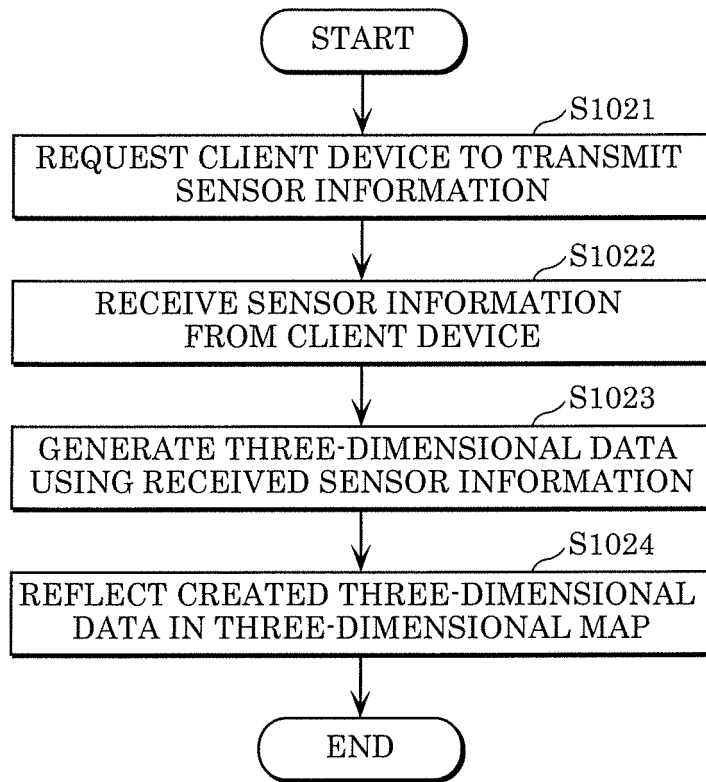 START
S1021
REQUEST CLIENT DEVICE TO TRANSMIT
SENSOR INFORMATION
S1022
RECEIVE SENSOR INFORMATION
FROM CLIENT DEVICE
S1023
GENERATE THREE-DIMENSIONAL DATA
USING RECEIVED SENSOR INFORMATION
S1024
REFLECT CREATED THREE-DIMENSIONAL
DATA IN THREE-DIMENSIONAL MAP
END